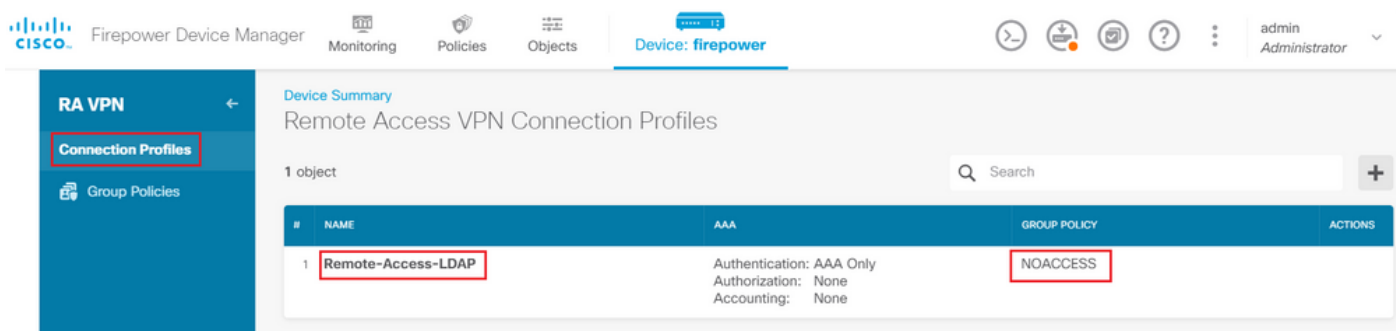 CISCO
Firepower Device Manager
Monitoring
Policies
Objects
Device: firepower
admin
Administrator
RA VPN
Connection Profiles
Group Policies
Device Summary
Remote Access VPN Connection Profiles
1 object
Search
# NAME AAA GROUP POLICY ACTIONS
1 Remote-Access-LDAP Authentication: AAA Only NOACCESS
Authorization: None
Accounting: None